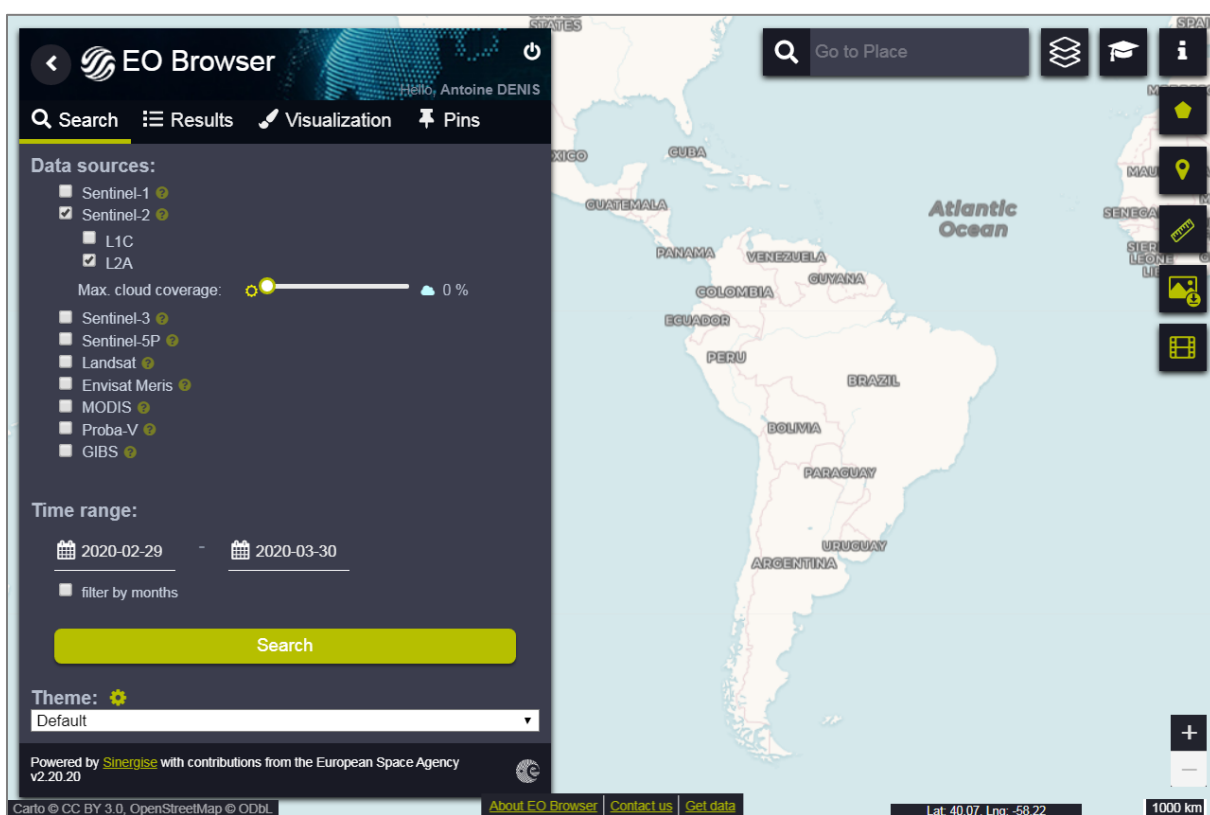 STATES
SPAI
EO Browser
Go to Place
Hello, Antoine DENIS
Search Results Visualization Pins
Data sources:
Sentinel-1
Sentinel-2
L1C
L2A
Max. cloud coverage: 0 %
Sentinel-3
Sentinel-5P
Landsat
Envisat Meris
MODIS
Proba-V
GIBS
Time range:
2020-02-29 - 2020-03-30
filter by months
Search
Theme:
Default
Powered by Sinergise with contributions from the European Space Agency
v2.20.20
Carto © CC BY 3.0, OpenStreetMap © ODbL
About EO Browser | Contact us | Get data
Lat: 40.07, Lng: -58.22
1000 km
XICO
CUBA
GUATEMALA
Atlantic
Ocean
MAU
SENEGA
SIER
LEONE
LI
PANAMA
VENEZUELA
GUYANA
COLOMBIA
ECUADOR
PERU
BRAZIL
BOLIVIA
PARAGUAY
URUGUAY
ARGENTINA